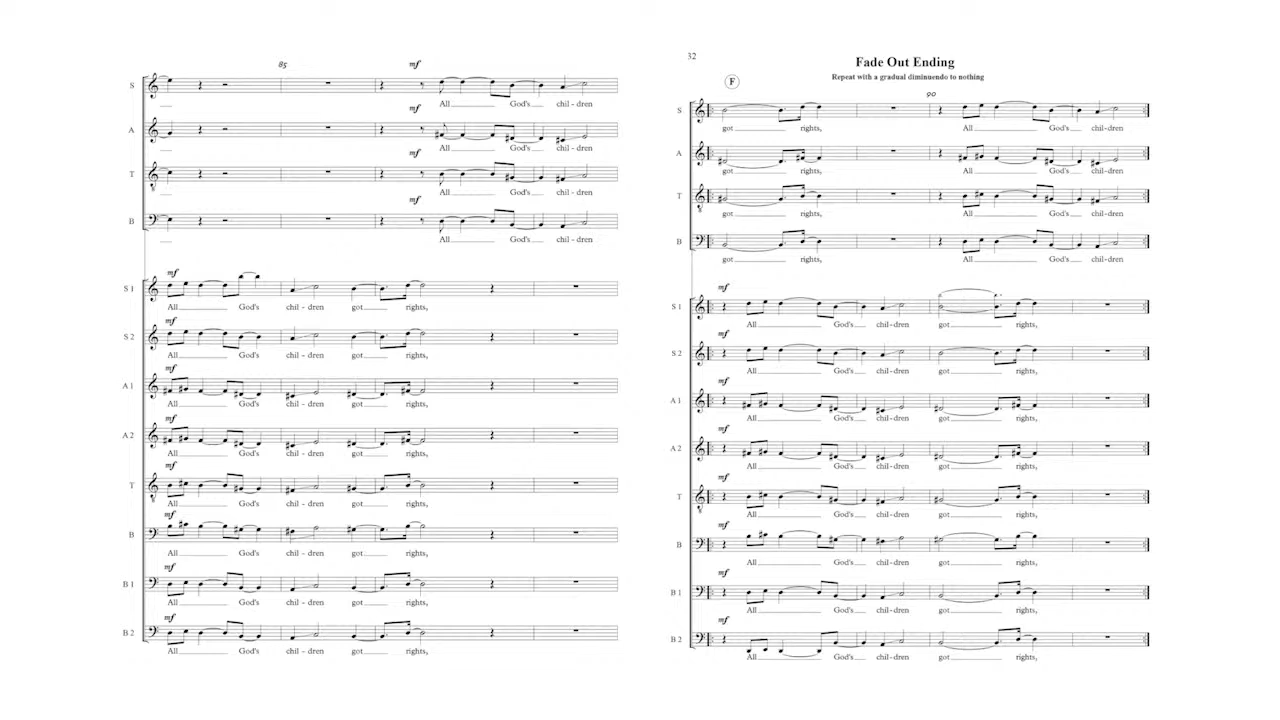 85 mf
S
All God's chil - dren
mf
A
All God's chil - dren
mf
T
All God's chil - dren
mf
B
All God's chil - dren
mf
S 1
All God's chil - dren got rights,
mf
S 2
All God's chil - dren got rights,
mf
A 1
All God's chil - dren got rights,
mf
A 2
All God's chil - dren got rights,
mf
T
All God's chil - dren got rights,
mf
B
All God's chil - dren got rights,
mf
B 1
All God's chil - dren got rights,
mf
B 2
All God's chil - dren got rights,
32
Fade Out Ending
Repeat with a gradual diminuendo to nothing
F
90
S
got rights, All God's chil - dren
A
got rights, All God's chil - dren
T
got rights, All God's chil - dren
B
got rights, All God's chil - dren
mf
S 1
All God's chil - dren got rights,
mf
S 2
All God's chil - dren got rights,
mf
A 1
All God's chil - dren got rights,
mf
A 2
All God's chil - dren got rights,
mf
T
All God's chil - dren got rights,
mf
B
All God's chil - dren got rights,
mf
B 1
All God's chil - dren got rights,
mf
B 2
All God's chil - dren got rights,